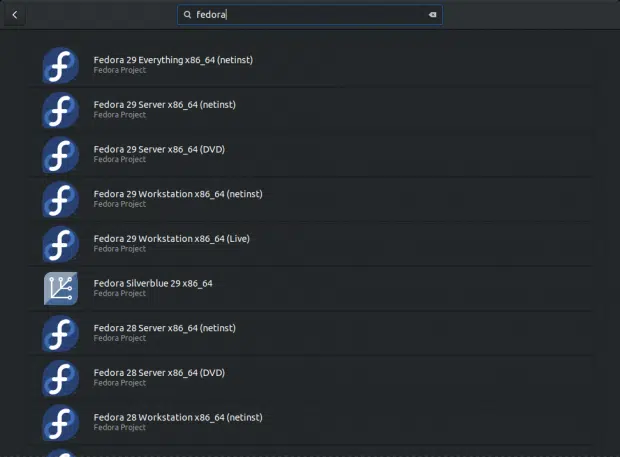 fedora
Fedora 29 Everything x86_64 (netinst)
Fedora Project
Fedora 29 Server x86_64 (netinst)
Fedora Project
Fedora 29 Server x86_64 (DVD)
Fedora Project
Fedora 29 Workstation x86_64 (netinst)
Fedora Project
Fedora 29 Workstation x86_64 (Live)
Fedora Project
Fedora Silverblue 29 x86_64
Fedora Project
Fedora 28 Server x86_64 (netinst)
Fedora Project
Fedora 28 Server x86_64 (DVD)
Fedora Project
Fedora 28 Workstation x86_64 (netinst)
Fedora Project